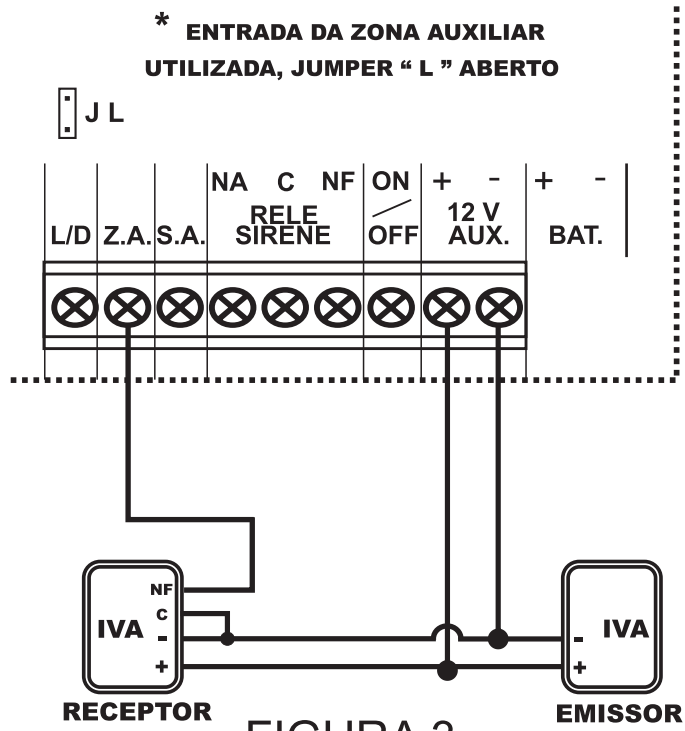 * ENTRADA DA ZONA AUXILIAR
UTILIZADA, JUMPER “ L ” ABERTO
J L
NA C NF ON + - + -
RELE 12 V
L/D Z.A. S.A. SIRENE OFF AUX. BAT.
NF
C
IVA -
+
RECEPTOR
- IVA
+
EMISSOR